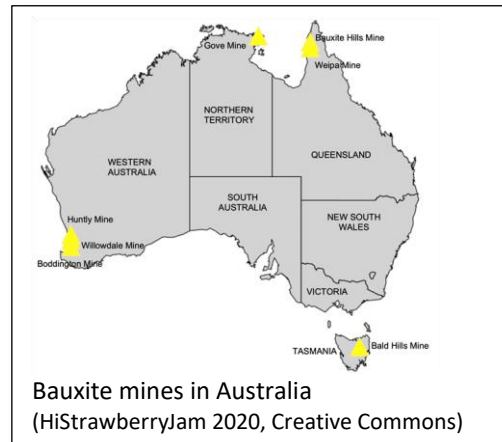 Gove Mine
Bauxite Hills Mine
Weipa Mine
NORTHERN
TERRITORY
WESTERN
AUSTRALIA
QUEENSLAND
SOUTH
AUSTRALIA
NEW SOUTH
WALES
Huntly Mine
Willowdale Mine
Boddington Mine
VICTORIA
TASMANIA
Bald Hills Mine
Bauxite mines in Australia
(HiStrawberryJam 2020, Creative Commons)